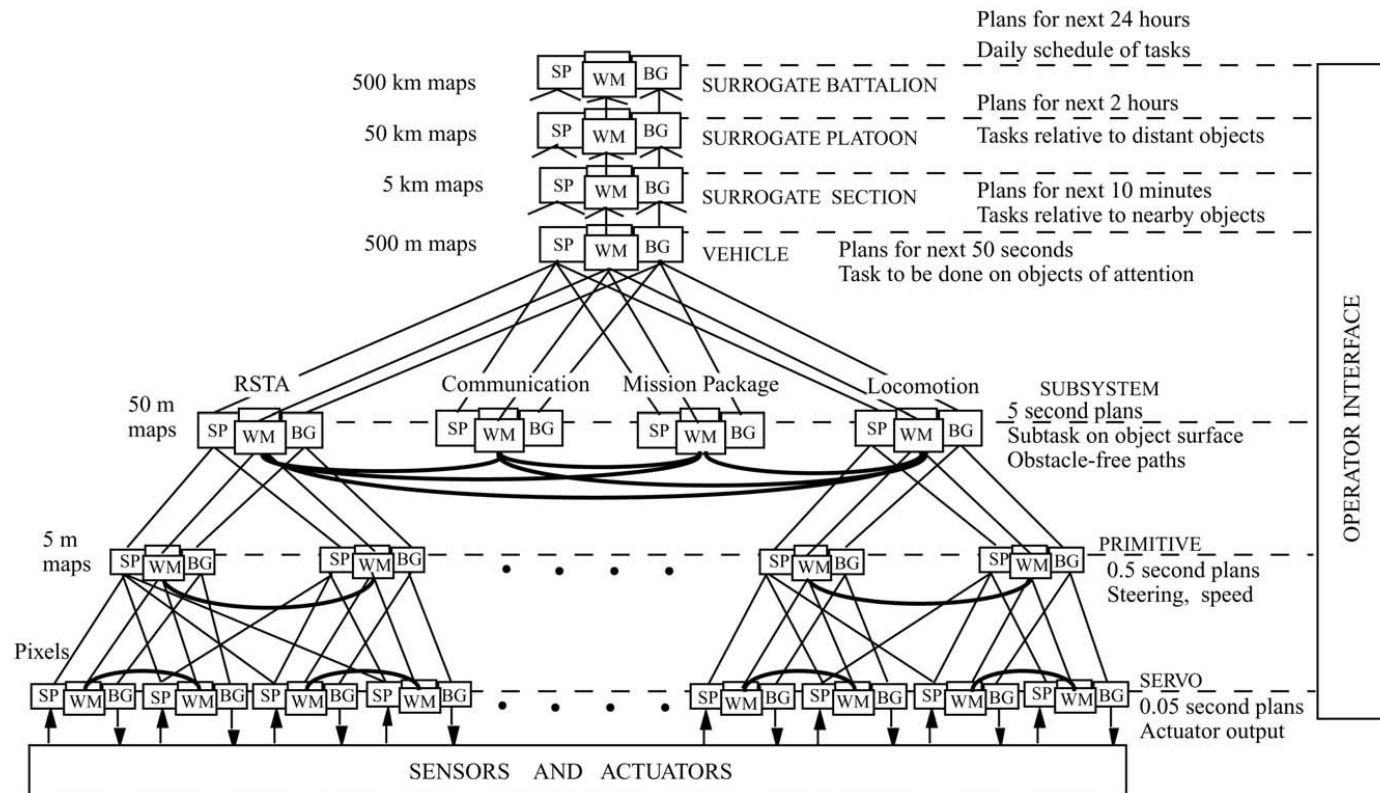 Plans for next 24 hours
Daily schedule of tasks
SP WM BG
500 km maps
SURROGATE BATTALION
Plans for next 2 hours
SP WM BG
50 km maps
SURROGATE PLATOON
Tasks relative to distant objects
SP WM BG
5 km maps
SURROGATE SECTION
Plans for next 10 minutes
Tasks relative to nearby objects
SP WM BG
500 m maps
VEHICLE
Plans for next 50 seconds
Task to be done on objects of attention
OPERATOR INTERFACE
RSTA
Communication
Mission Package
Locomotion
SUBSYSTEM
50 m
maps
SP WM BG
SP WM BG
SP WM BG
SP WM BG
5 second plans
Subtask on object surface
Obstacle-free paths
5 m
maps
SP WM BG
SP WM BG
SP WM BG
SP WM BG
PRIMITIVE
0.5 second plans
Steering, speed
Pixels
SP WM BG
SP WM BG
SP WM BG
SP WM BG
SP WM BG
SP WM BG
SP WM BG
SP WM BG
SERVO
0.05 second plans
Actuator output
SENSORS AND ACTUATORS